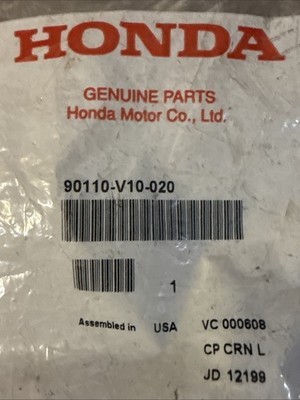 HONDA
GENUINE PARTS
Honda Motor Co., Ltd.
90110-V10-020
1
Assembled in USA VC 000608
CP CRN L
JD 12199